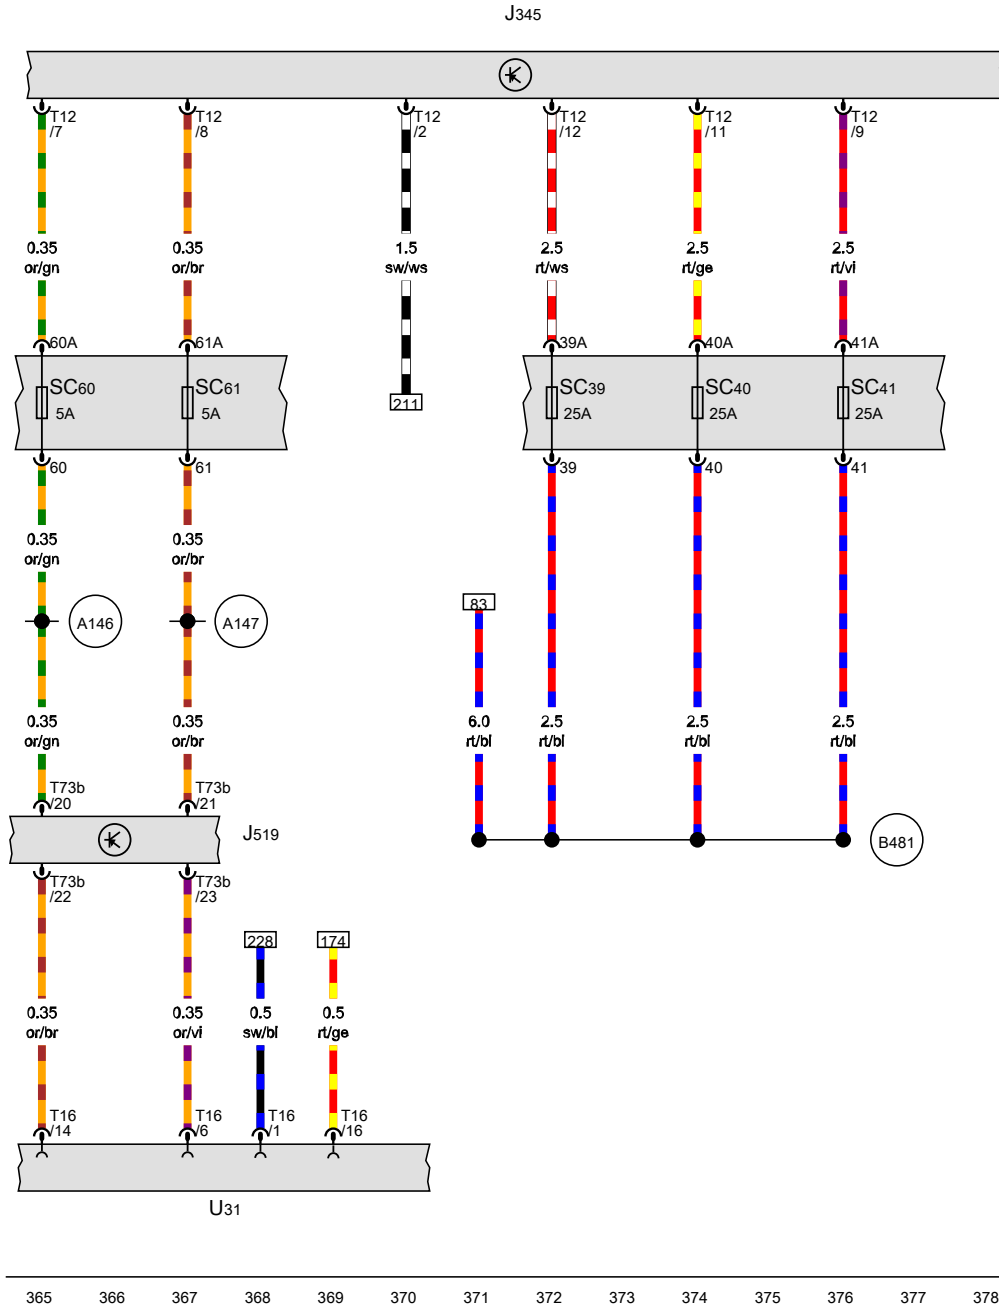 J345
T12 T12 T12 T12 T12 T12
/7 /8 /2 /12 /11 /9
0.35 0.35 1.5 2.5 2.5 2.5
or/gn or/br sw/ws rt/ws rt/ge rt/vi
60A 61A 39A 40A 41A
SC60 SC61 SC39 SC40 SC41
5A 5A 211 25A 25A 25A
60 61 39 40 41
0.35 0.35
or/gn or/br
83
A146 A147
0.35 0.35 6.0 2.5 2.5 2.5
or/gn or/br rt/bl rt/bl rt/bl rt/bl
T73b T73b
/20 /21
J519 B481
T73b T73b
/22 /23
228 174
0.35 0.35 0.5 0.5
or/br or/vi sw/bl rt/ge
T16 T16 T16 T16
/14 /6 /1 /16
U31
365 366 367 368 369 370 371 372 373 374 375 376 377 378